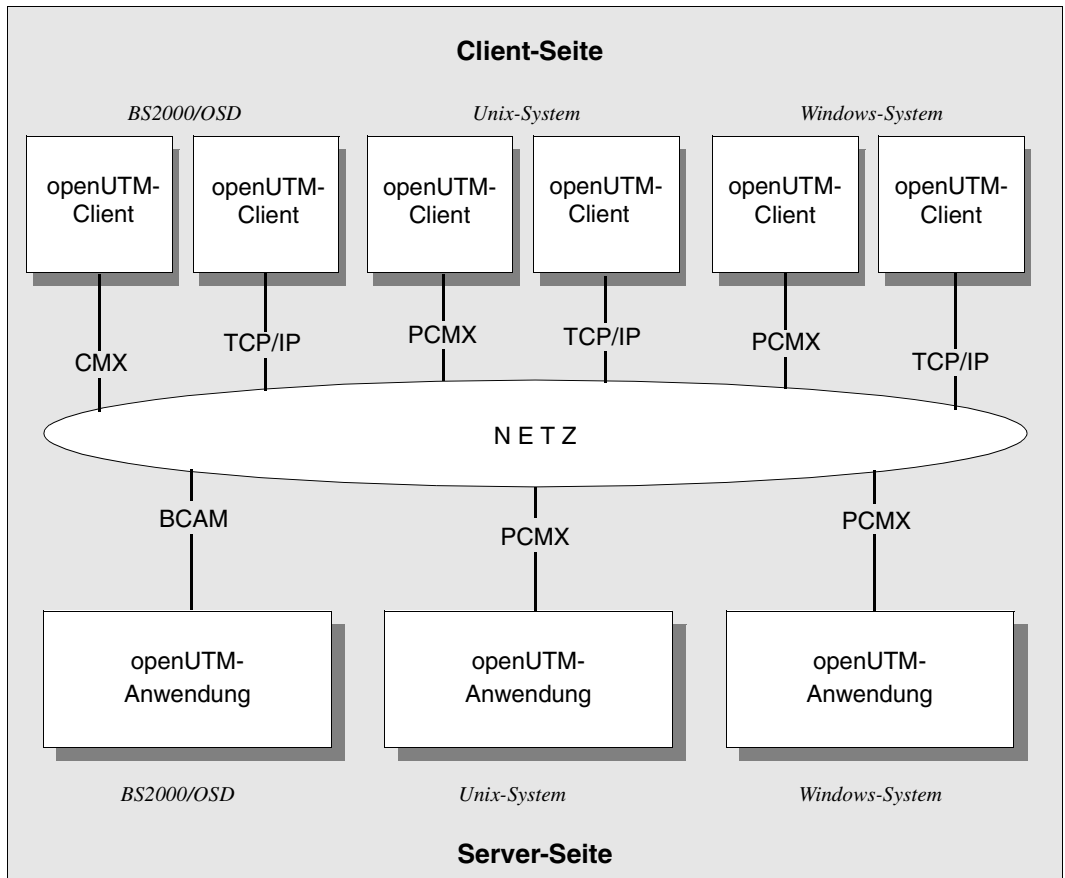 Client-Seite
BS2000/OSD
Unix-System
Windows-System
openUTM-
Client
openUTM-
Client
openUTM-
Client
openUTM-
Client
openUTM-
Client
openUTM-
Client
CMX
TCP/IP
PCMX
TCP/IP
PCMX
TCP/IP
N E T Z
BCAM
PCMX
PCMX
openUTM-
Anwendung
openUTM-
Anwendung
openUTM-
Anwendung
BS2000/OSD
Unix-System
Windows-System
Server-Seite